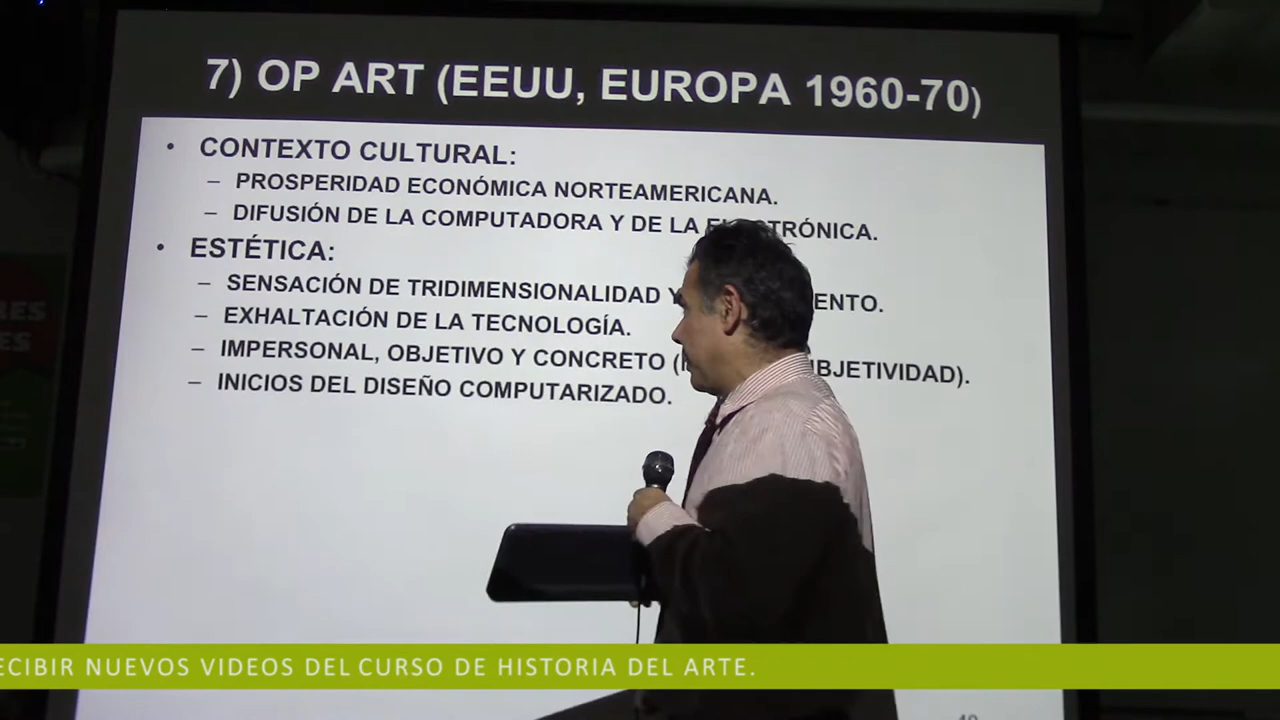 7) OP ART (EEUU, EUROPA 1960-70)
• CONTEXTO CULTURAL:
– PROSPERIDAD ECONÓMICA NORTEAMERICANA.
– DIFUSIÓN DE LA COMPUTADORA Y DE LA ELECTRÓNICA.
• ESTÉTICA:
– SENSACIÓN DE TRIDIMENSIONALIDAD Y
– EXHALTACIÓN DE LA TECNOLOGÍA.
– IMPERSONAL, OBJETIVO Y CONCRETO
– INICIOS DEL DISEÑO COMPUTARIZADO.
ECIBIR NUEVOS VIDEOS DEL CURSO DE HISTORIA DEL ARTE.